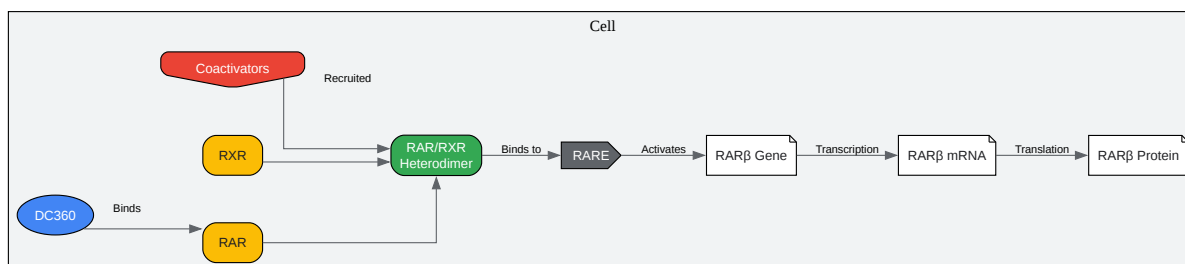 Cell
Coactivators
Recruited
RXR
RAR/RXR
Heterodimer
Binds to
RARE
Activates
RARβ Gene
Transcription
RARβ mRNA
Translation
RARβ Protein
DC360
Binds
RAR